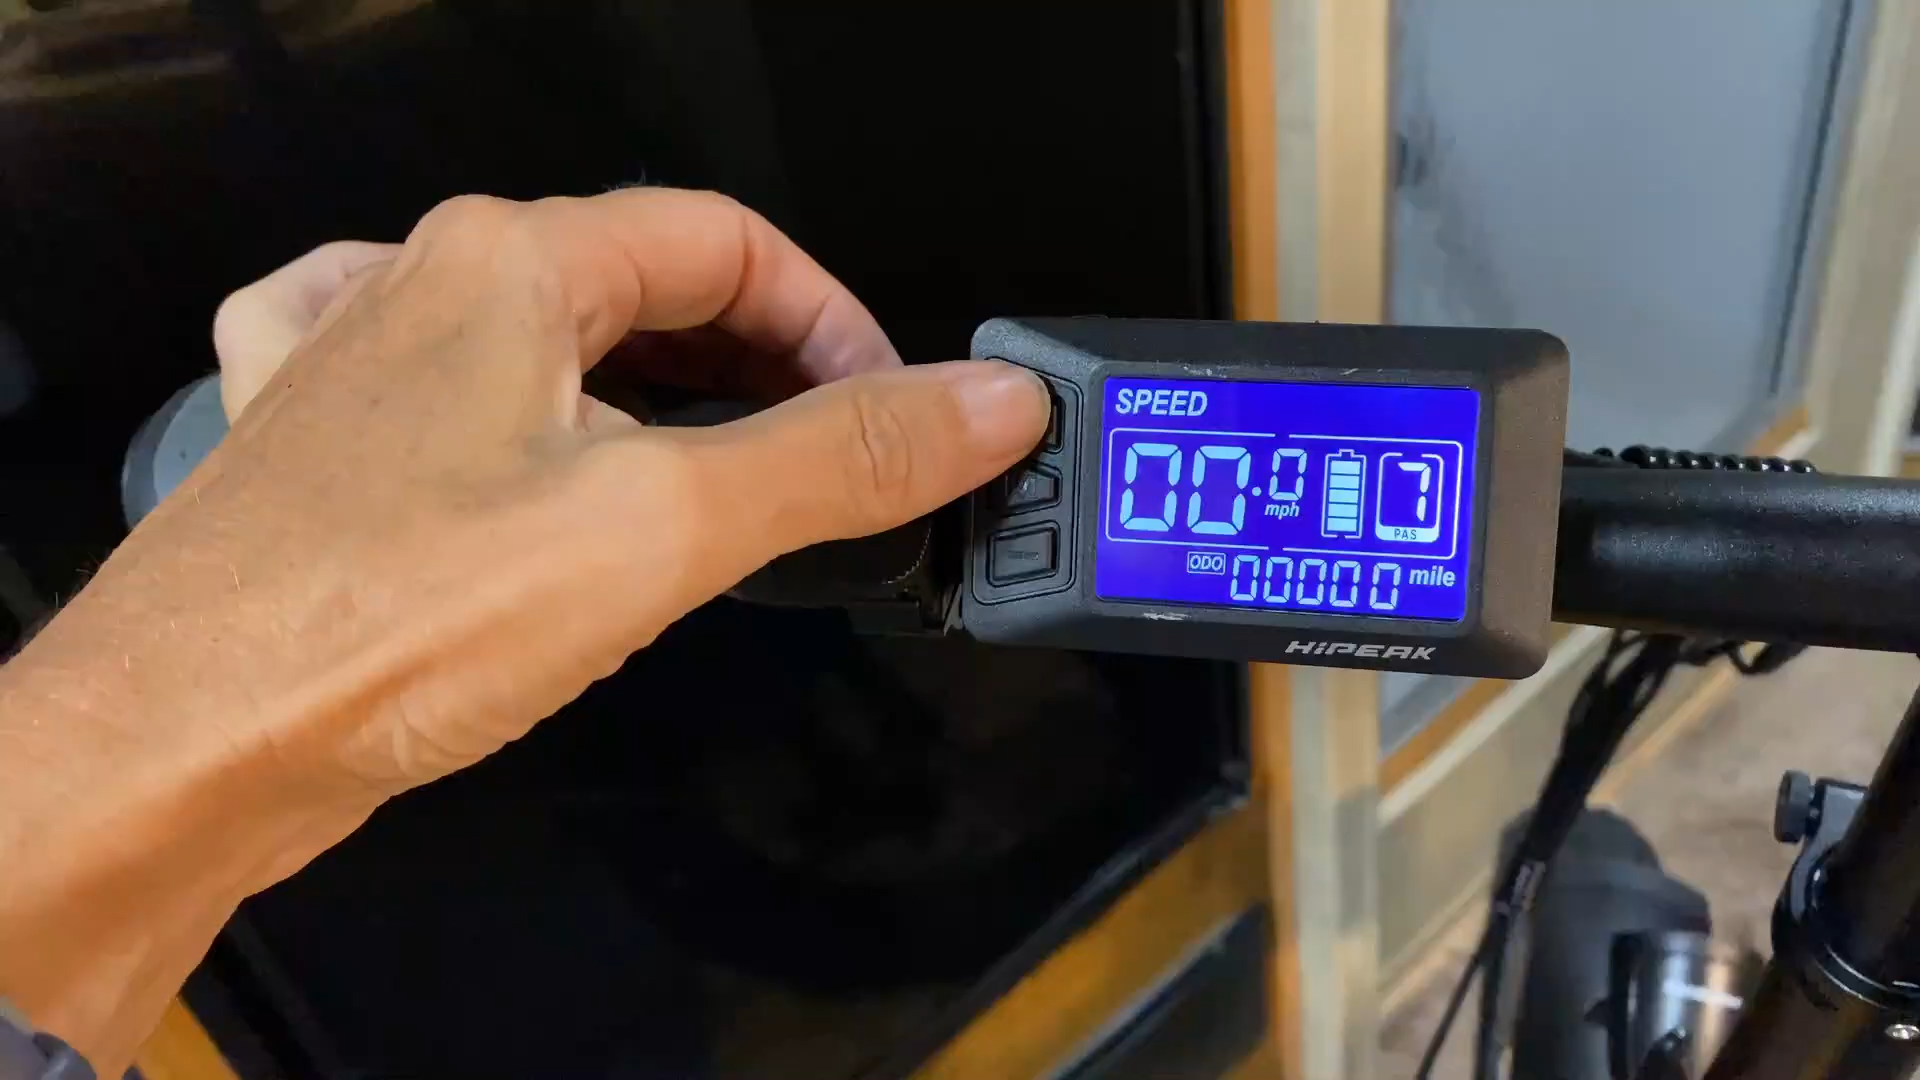 SPEED
00.0 mph 7 PAS
ODO 00000 mile
HIPEAK